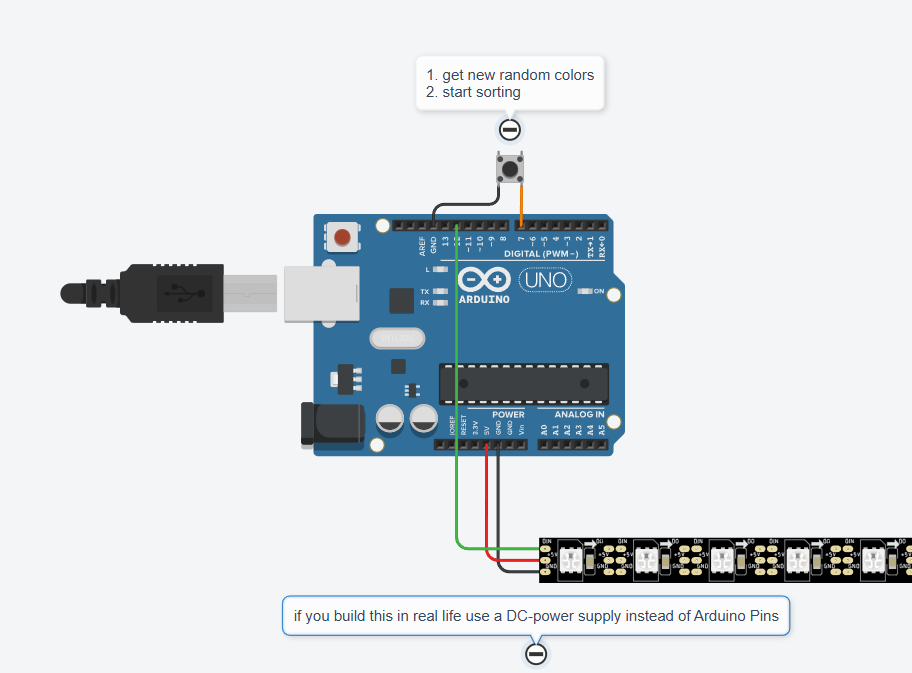 1. get new random colors
2. start sorting
AREF
GND
13
12
~11
~10
~9
8
7
~6
~5
4
~3
2
TX→1
RX←0
DIGITAL (PWM~)
L
TX
RX
ARDUINO
UNO
ON
POWER
ANALOG IN
IOREF
RESET
3.3V
5V
GND
GND
Vin
A0
A1
A2
A3
A4
A5
DIN DO DIN DO DIN DO DIN DO DIN DO
+5V +5V +5V +5V +5V
GND GND GND GND GND GND GND GND GND GND
if you build this in real life use a DC-power supply instead of Arduino Pins